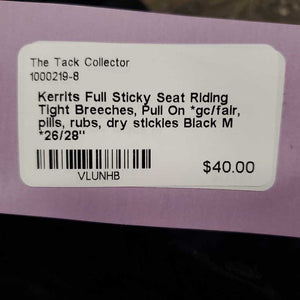 The Tack Collector
1000219-8
Kerrits Full Sticky Seat Riding
Tight Breeches, Pull On *gc/fair,
pills, rubs, dry stickies Black M
*26/28"
VLUNHB
$40.00